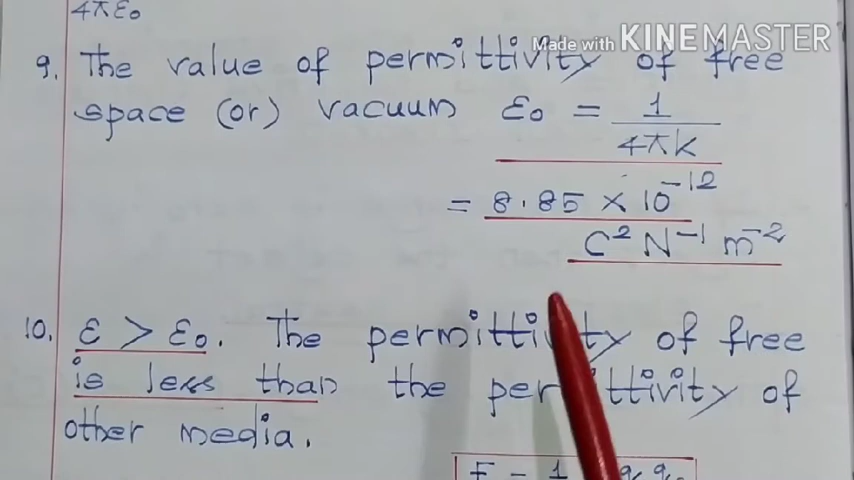 4πε₀
Made with KINEMASTER
9. The value of permittivity of free
space (or) vacuum ε₀ = 1/4πk
= 8.85 × 10⁻¹²
C² N⁻¹ m⁻²
10. ε > ε₀. The permittivity of free
is less than the permittivity of
other media.
F = 1